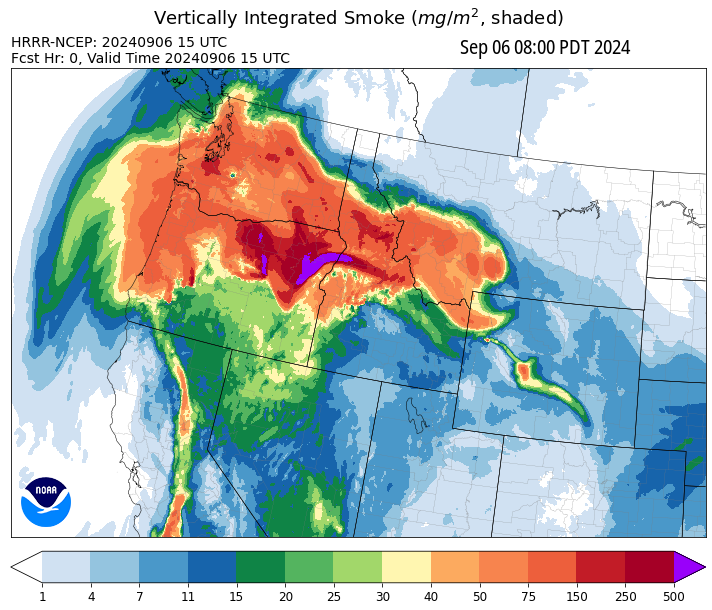 Vertically Integrated Smoke (mg/m², shaded)
HRRR-NCEP: 20240906 15 UTC
Fcst Hr: 0, Valid Time 20240906 15 UTC
Sep 06 08:00 PDT 2024
NOAA
1 4 7 11 15 20 25 30 40 50 75 150 250 500